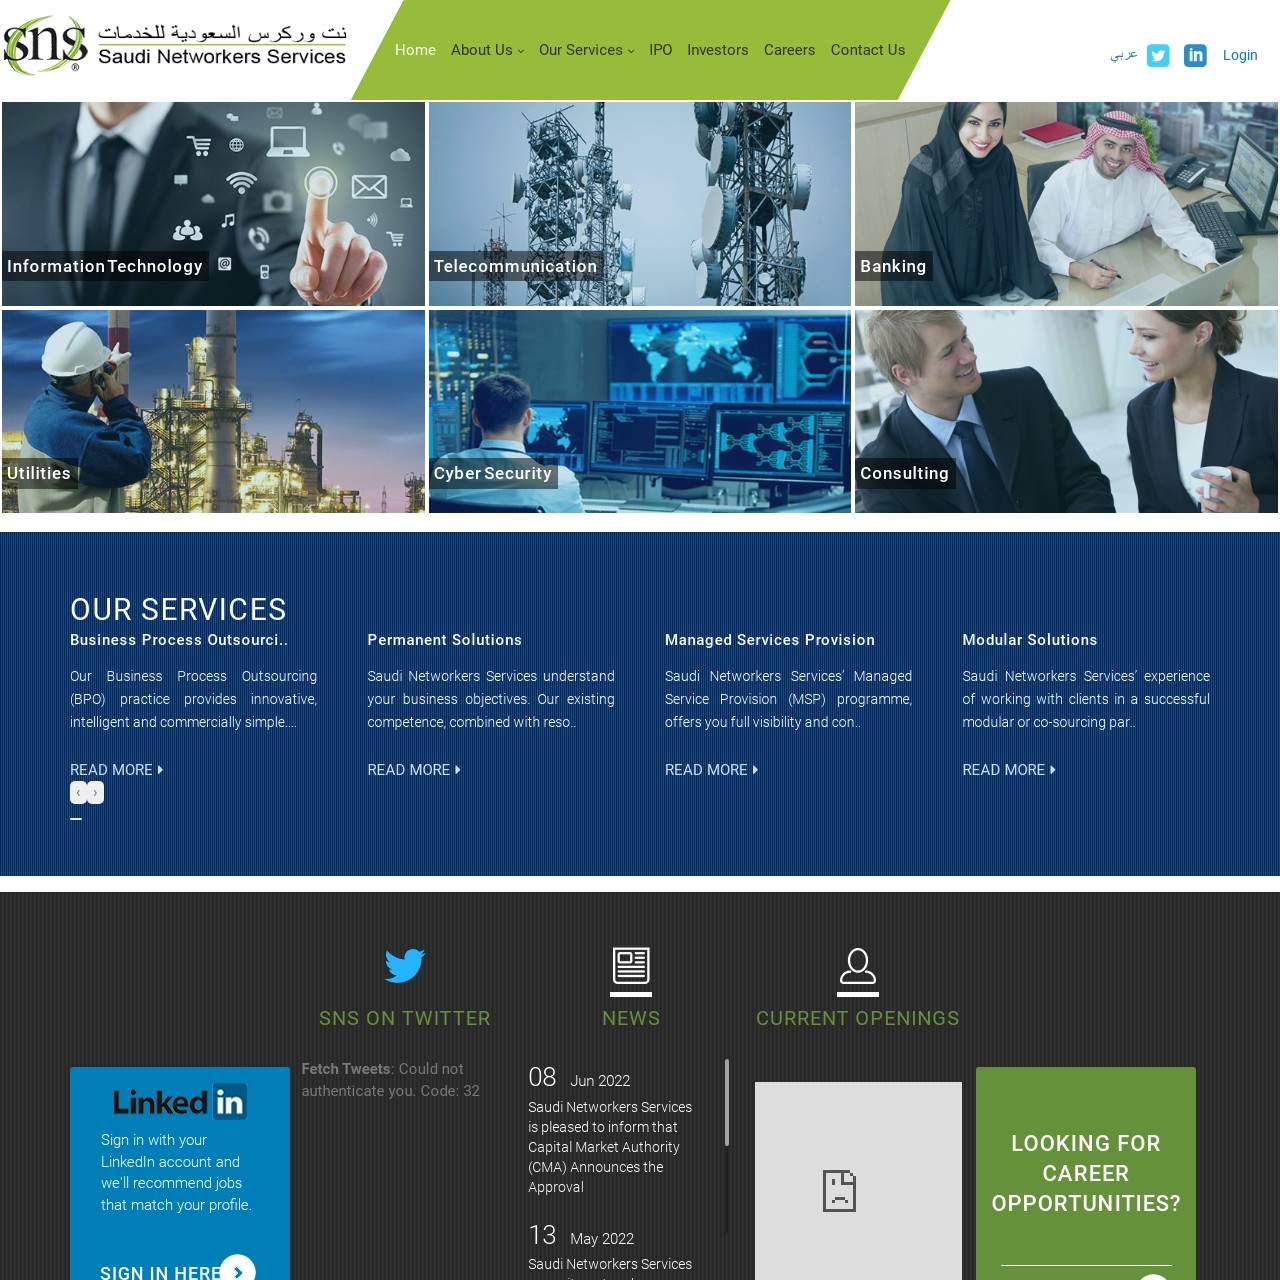 sns
®
نت وركرس السعودية للخدمات
Saudi Networkers Services
Home
About Us
Our Services
IPO
Investors
Careers
Contact Us
عربي
in
Login
Information Technology
Telecommunication
Banking
Utilities
Cyber Security
Consulting
OUR SERVICES
Business Process Outsourci..
Our Business Process Outsourcing
(BPO) practice provides innovative,
intelligent and commercially simple....
READ MORE
Permanent Solutions
Saudi Networkers Services understand
your business objectives. Our existing
competence, combined with reso..
READ MORE
Managed Services Provision
Saudi Networkers Services’ Managed
Service Provision (MSP) programme,
offers you full visibility and con..
READ MORE
Modular Solutions
Saudi Networkers Services’ experience
of working with clients in a successful
modular or co-sourcing par..
READ MORE
‹ ›
Linked in
Sign in with your
LinkedIn account and
we'll recommend jobs
that match your profile.
SIGN IN HERE
SNS ON TWITTER
Fetch Tweets: Could not
authenticate you. Code: 32
NEWS
08 Jun 2022
Saudi Networkers Services
is pleased to inform that
Capital Market Authority
(CMA) Announces the
Approval
13 May 2022
Saudi Networkers Services
CURRENT OPENINGS
LOOKING FOR
CAREER
OPPORTUNITIES?